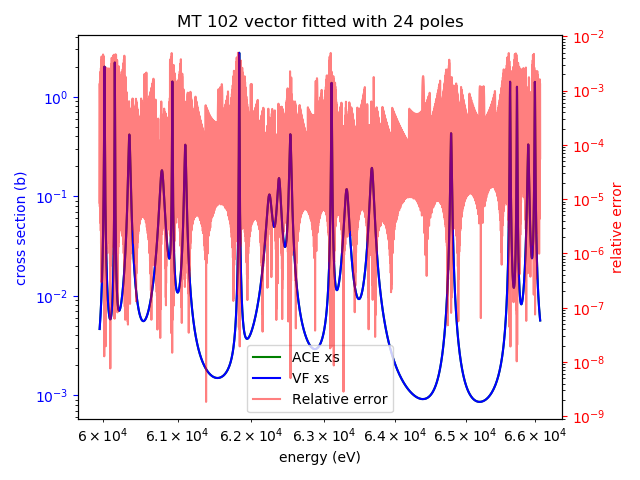 MT 102 vector fitted with 24 poles
10⁰
10⁻¹
10⁻²
10⁻³
cross section (b)
10⁻²
10⁻³
10⁻⁴
10⁻⁵
10⁻⁶
10⁻⁷
10⁻⁸
10⁻⁹
relative error
ACE xs
VF xs
Relative error
6 × 10⁴ 6.1 × 10⁴ 6.2 × 10⁴ 6.3 × 10⁴ 6.4 × 10⁴ 6.5 × 10⁴ 6.6 × 10⁴
energy (eV)